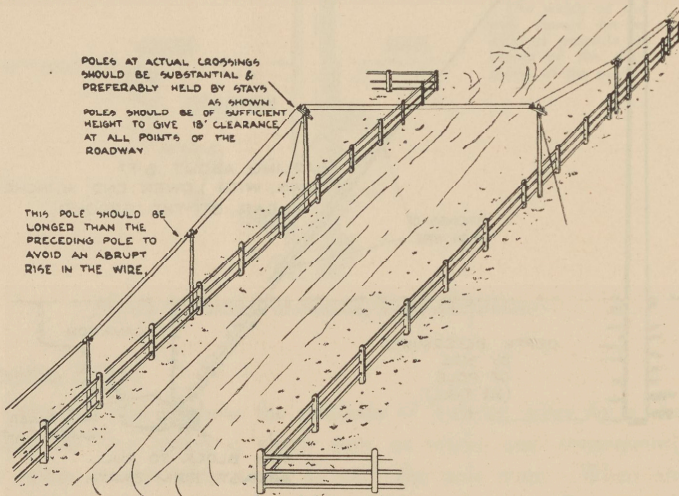 POLES AT ACTUAL CROSSINGS
SHOULD BE SUBSTANTIAL &
PREFERABLY HELD BY STAYS
AS SHOWN.
POLES SHOULD BE OF SUFFICIENT
HEIGHT TO GIVE 18' CLEARANCE
AT ALL POINTS OF THE
ROADWAY
THIS POLE SHOULD BE
LONGER THAN THE
PRECEDING POLE TO
AVOID AN ABRUPT
RISE IN THE WIRE,